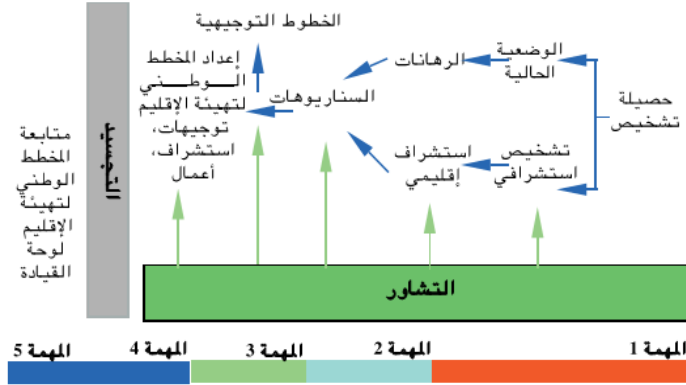 حصيلة
تشخيص
الوضعية
الحالية
تشخيص
استشرافي
الرهانات
استشراف
إقليمي
السناريوهات
الخطوط التوجيهية
إعداد المخطط
الوطني
لتهيئة الإقليم
توجيهات،
استشراف،
أعمال
التجسيد
متابعة
المخطط
الوطني
لتهيئة
الإقليم
لوحة
القيادة
التشاور
المهمة 1
المهمة 2
المهمة 3
المهمة 4
المهمة 5